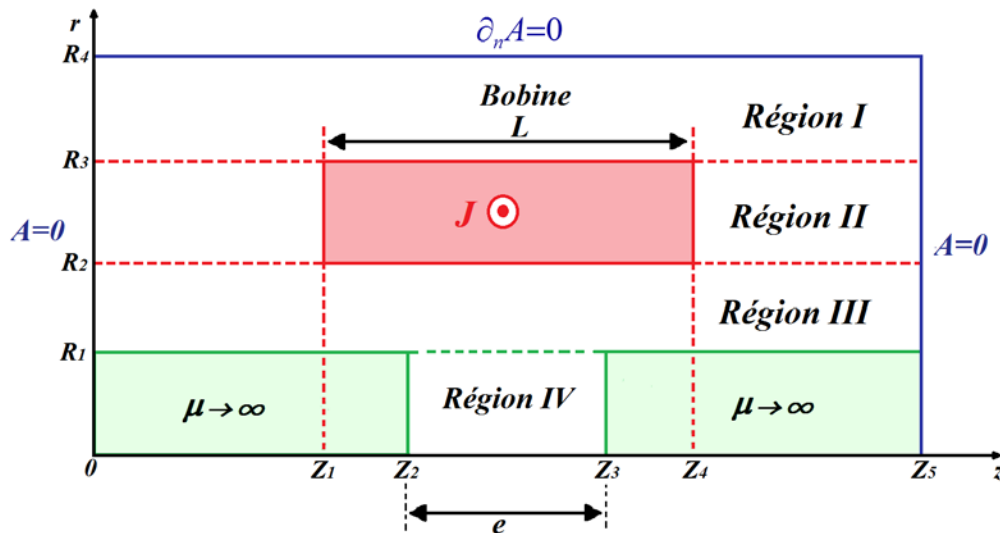 r
∂ₙA=0
R₄
Bobine
L
Région I
R₃
A=0
J
Région II
A=0
R₂
Région III
R₁
μ→∞
Région IV
μ→∞
0
Z₁
Z₂
Z₃
Z₄
Z₅
z
e